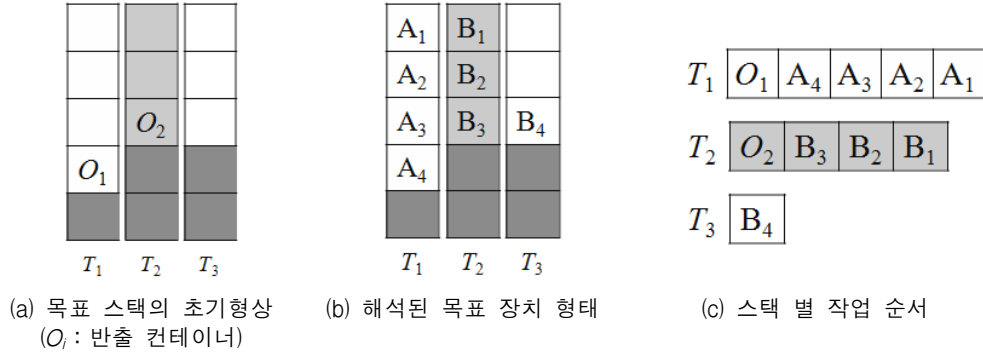 O₂
O₁
T₁ T₂ T₃
(a) 목표 스택의 초기형상
(Oᵢ : 반출 컨테이너)
A₁ B₁
A₂ B₂
A₃ B₃ B₄
A₄
T₁ T₂ T₃
(b) 해석된 목표 장치 형태
T₁ O₁ A₄ A₃ A₂ A₁
T₂ O₂ B₃ B₂ B₁
T₃ B₄
(c) 스택 별 작업 순서